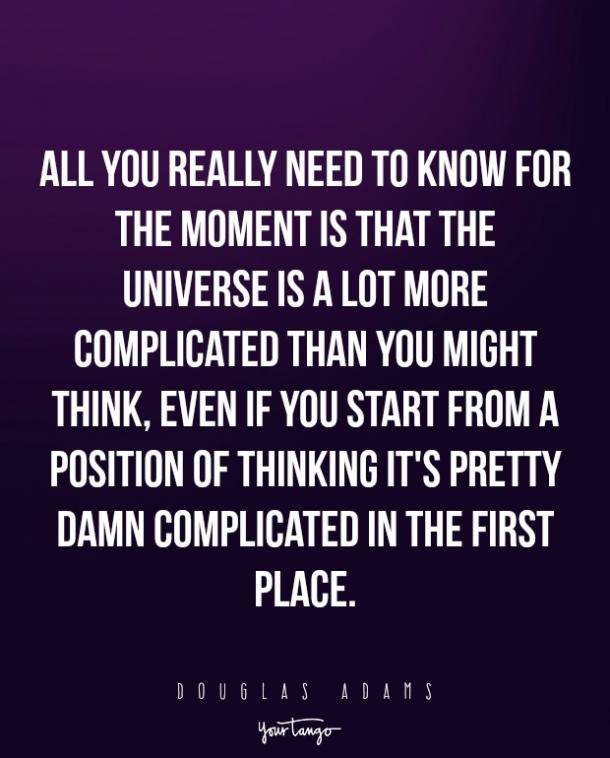 ALL YOU REALLY NEED TO KNOW FOR
THE MOMENT IS THAT THE
UNIVERSE IS A LOT MORE
COMPLICATED THAN YOU MIGHT
THINK, EVEN IF YOU START FROM A
POSITION OF THINKING IT'S PRETTY
DAMN COMPLICATED IN THE FIRST
PLACE.
DOUGLAS ADAMS
YourTango